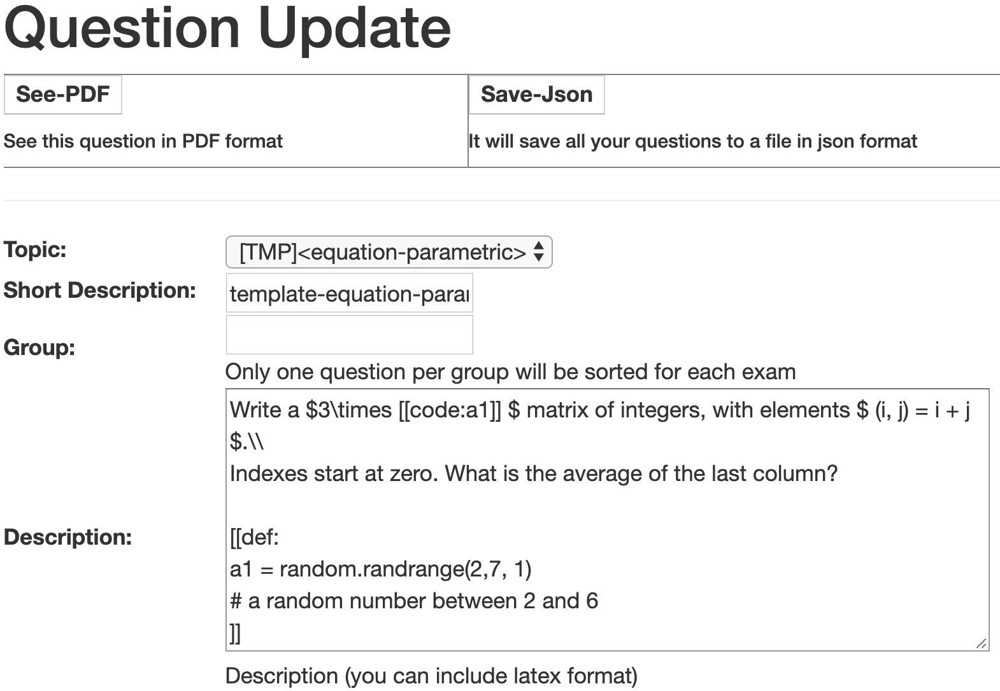 Question Update
See-PDF
Save-Json
See this question in PDF format
It will save all your questions to a file in json format
Topic:
[TMP]<equation-parametric>
Short Description:
template-equation-para
Group:
Only one question per group will be sorted for each exam
Description:
Write a $3\times [[code:a1]] $ matrix of integers, with elements $ (i, j) = i + j
$.\\
Indexes start at zero. What is the average of the last column?
[[def:
a1 = random.randrange(2,7, 1)
# a random number between 2 and 6
]]
Description (you can include latex format)